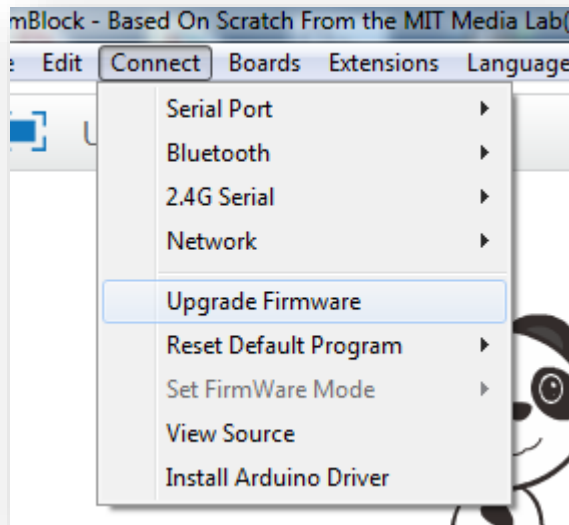 mBlock - Based On Scratch From the MIT Media Lab(
Edit Connect Boards Extensions Language
Serial Port
Bluetooth
2.4G Serial
Network
Upgrade Firmware
Reset Default Program
Set FirmWare Mode
View Source
Install Arduino Driver